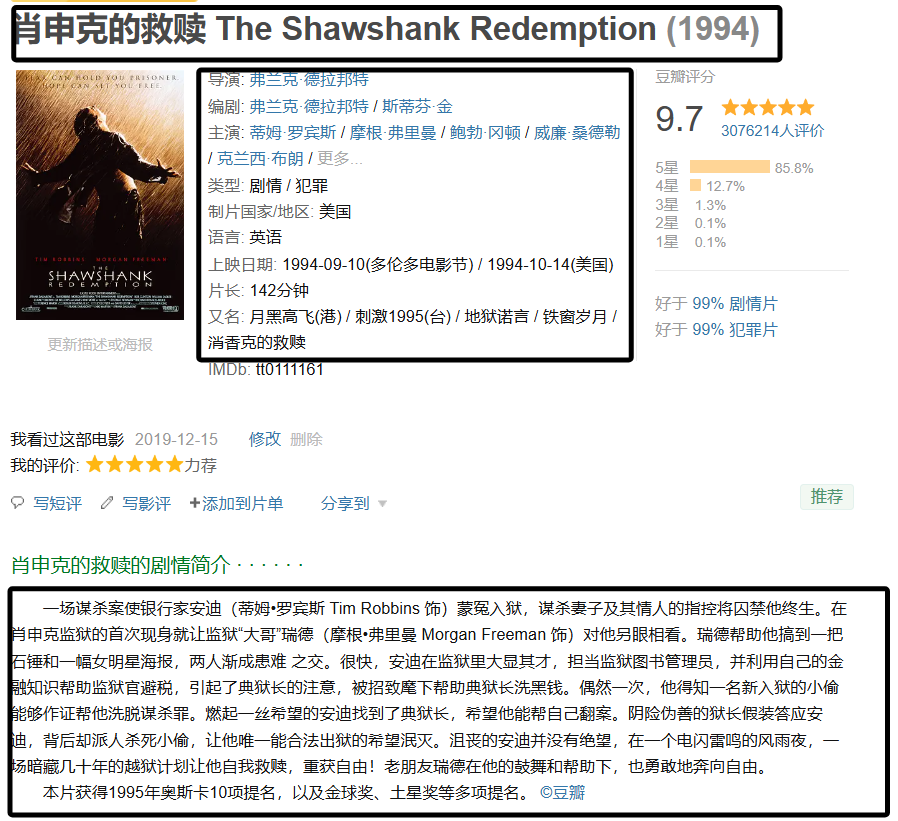 肖申克的救赎 The Shawshank Redemption (1994)
FEAR CAN HOLD YOU PRISONER.
HOPE CAN SET YOU FREE.
TIM ROBBINS MORGAN FREEMAN
THE
SHAWSHANK
REDEMPTION
更新描述或海报
导演: 弗兰克·德拉邦特
编剧: 弗兰克·德拉邦特 / 斯蒂芬·金
主演: 蒂姆·罗宾斯 / 摩根·弗里曼 / 鲍勃·冈顿 / 威廉·桑德勒
/ 克兰西·布朗 / 更多...
类型: 剧情 / 犯罪
制片国家/地区: 美国
语言: 英语
上映日期: 1994-09-10(多伦多电影节) / 1994-10-14(美国)
片长: 142分钟
又名: 月黑高飞(港) / 刺激1995(台) / 地狱诺言 / 铁窗岁月 /
消香克的救赎
IMDb: tt0111161
豆瓣评分
9.7
3076214人评价
5星 85.8%
4星 12.7%
3星 1.3%
2星 0.1%
1星 0.1%
好于 99% 剧情片
好于 99% 犯罪片
我看过这部电影 2019-12-15 修改 删除
我的评价: 力荐
写短评 写影评 +添加到片单 分享到
推荐
肖申克的救赎的剧情简介 · · · · · ·
一场谋杀案使银行家安迪（蒂姆•罗宾斯 Tim Robbins 饰）蒙冤入狱，谋杀妻子及其情人的指控将囚禁他终生。在
肖申克监狱的首次现身就让监狱“大哥”瑞德（摩根•弗里曼 Morgan Freeman 饰）对他另眼相看。瑞德帮助他搞到一把
石锤和一幅女明星海报，两人渐成患难 之交。很快，安迪在监狱里大显其才，担当监狱图书管理员，并利用自己的金
融知识帮助监狱官避税，引起了典狱长的注意，被招致麾下帮助典狱长洗黑钱。偶然一次，他得知一名新入狱的小偷
能够作证帮他洗脱谋杀罪。燃起一丝希望的安迪找到了典狱长，希望他能帮自己翻案。阴险伪善的狱长假装答应安
迪，背后却派人杀死小偷，让他唯一能合法出狱的希望泯灭。沮丧的安迪并没有绝望，在一个电闪雷鸣的风雨夜，一
场暗藏几十年的越狱计划让他自我救赎，重获自由！老朋友瑞德在他的鼓舞和帮助下，也勇敢地奔向自由。
本片获得1995年奥斯卡10项提名，以及金球奖、土星奖等多项提名。 ©豆瓣